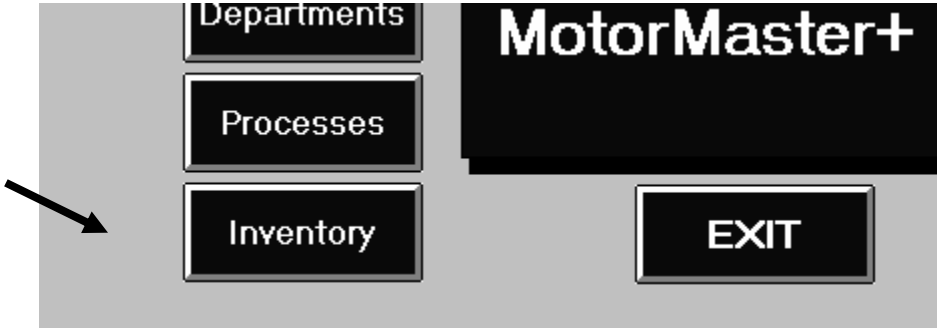 Departments
MotorMaster+
Processes
Inventory
EXIT